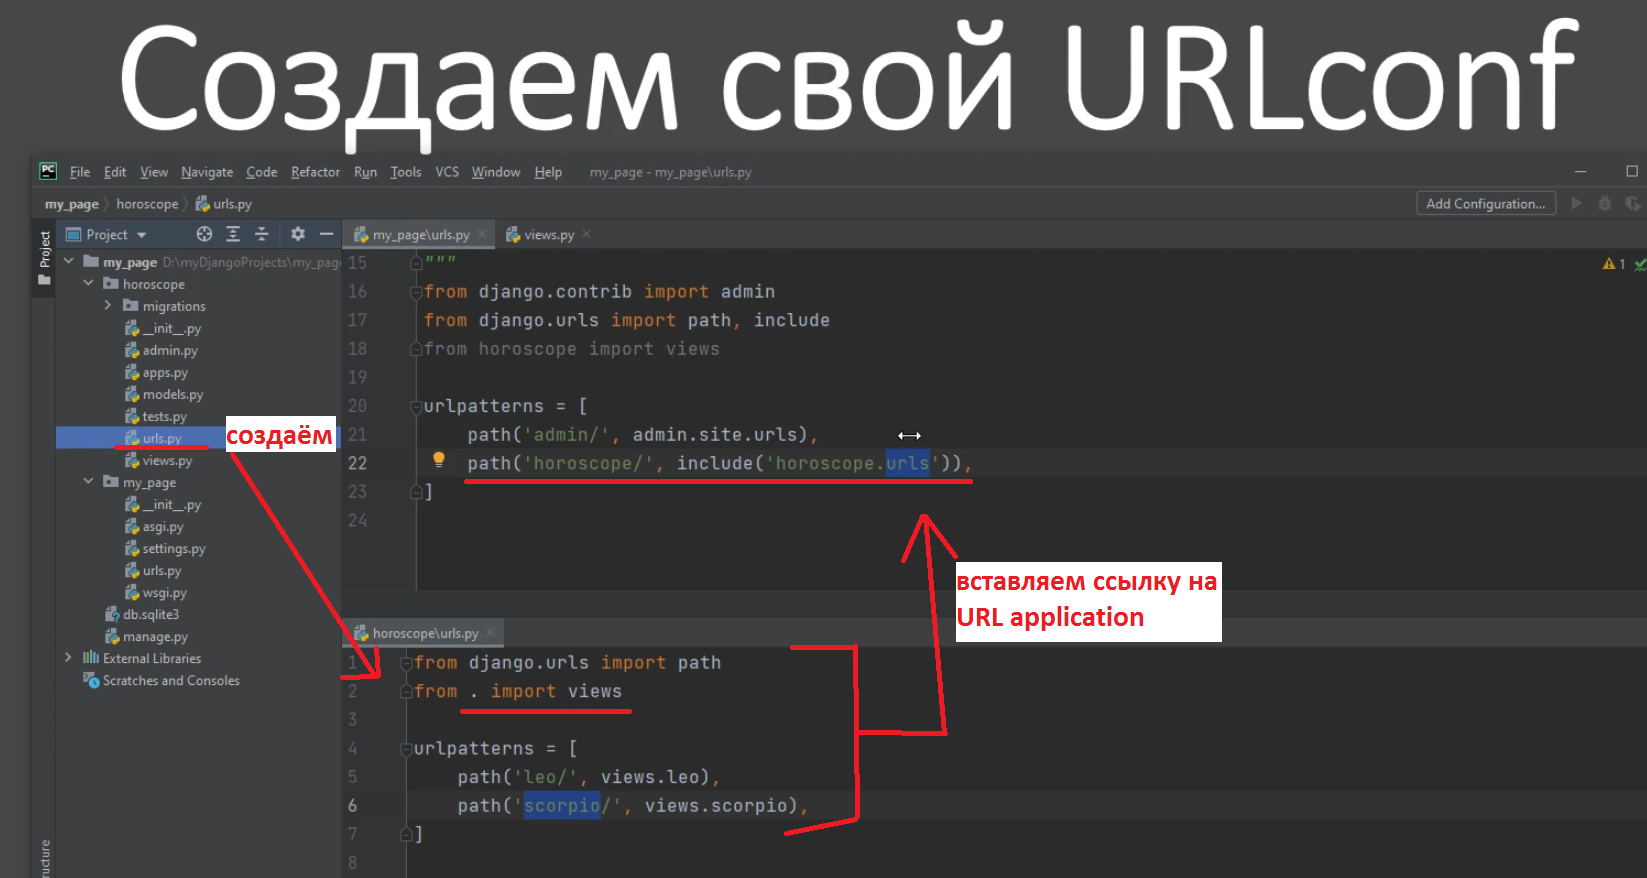 Создаем свой URLconf
PC File Edit View Navigate Code Refactor Run Tools VCS Window Help my_page - my_page\urls.py
my_page horoscope urls.py Add Configuration...
Project
Project
my_page D:\myDjangoProjects\my_page
horoscope
migrations
__init__.py
admin.py
apps.py
models.py
tests.py
urls.py
views.py
my_page
__init__.py
asgi.py
settings.py
urls.py
wsgi.py
db.sqlite3
manage.py
External Libraries
Scratches and Consoles
создаём
my_page\urls.py views.py
1
15 """
16 from django.contrib import admin
17 from django.urls import path, include
18 from horoscope import views
19
20 urlpatterns = [
21 path('admin/', admin.site.urls),
22 path('horoscope/', include('horoscope.urls')),
23 ]
24
вставляем ссылку на
URL application
horoscope\urls.py
1 from django.urls import path
2 from . import views
3
4 urlpatterns = [
5 path('leo/', views.leo),
6 path('scorpio/', views.scorpio),
7 ]
8
ructure